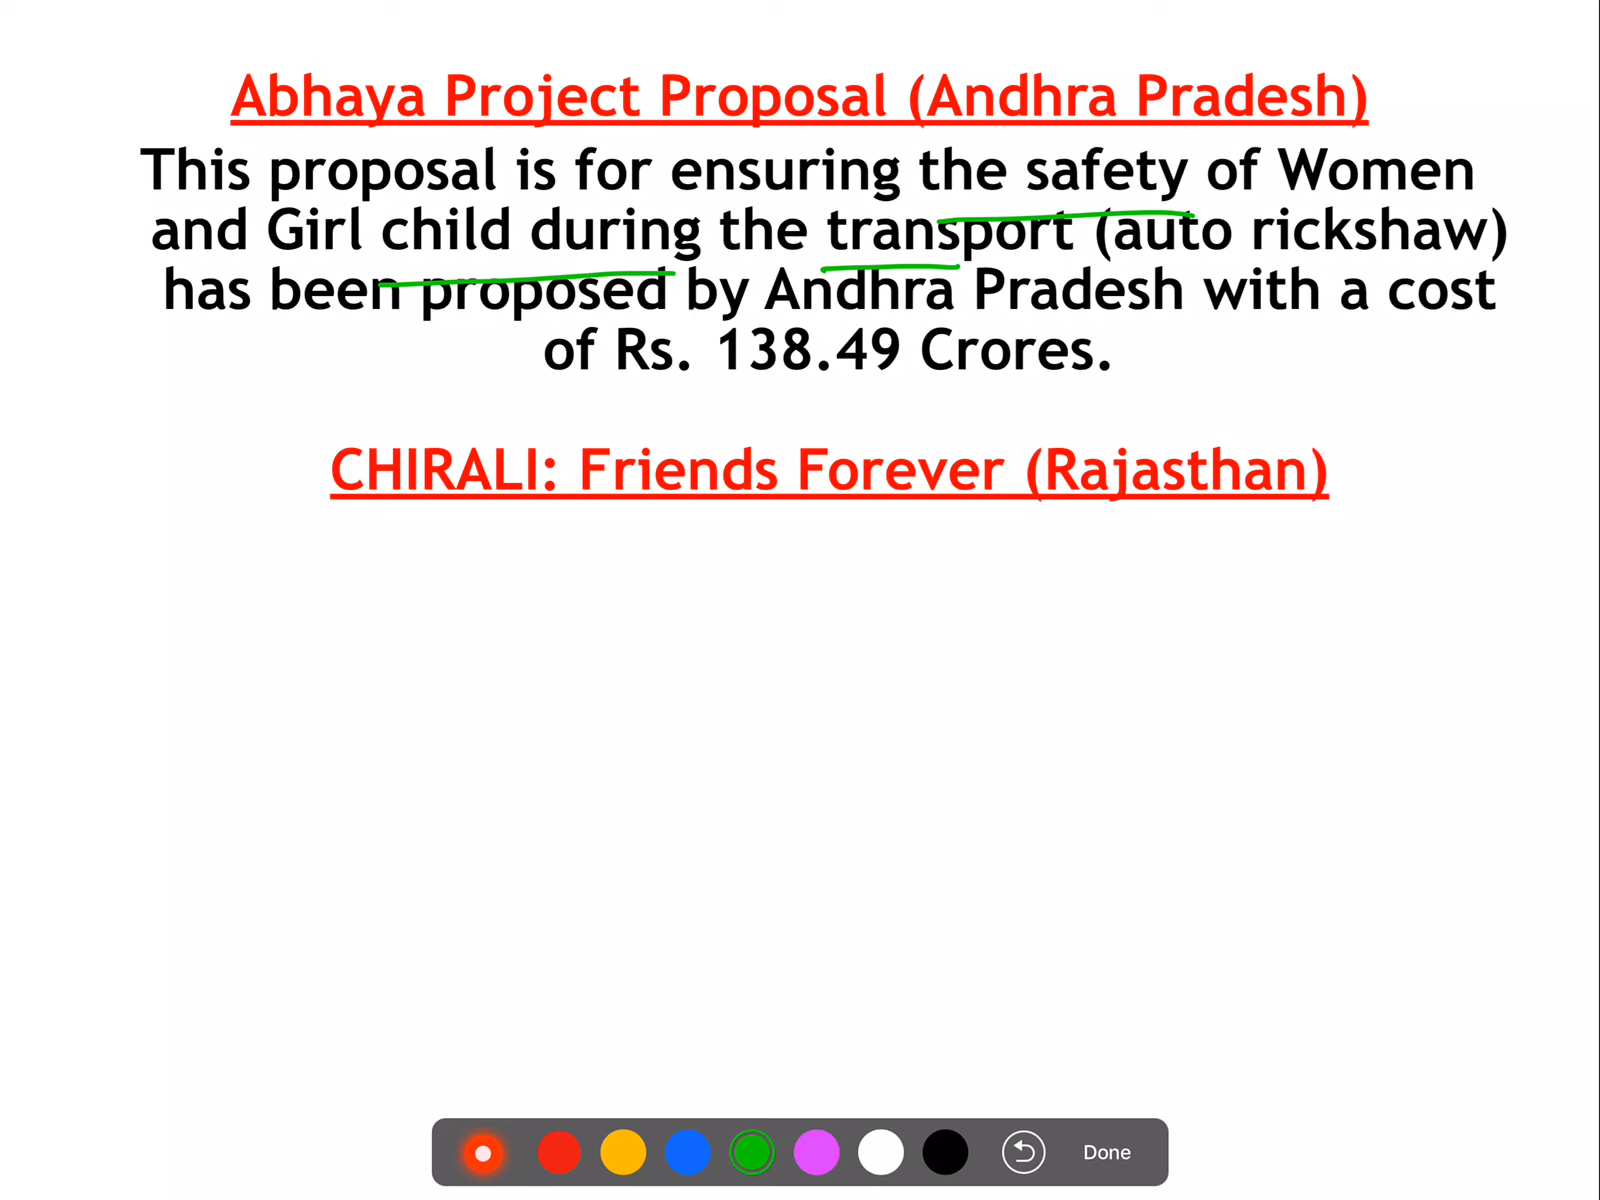 Abhaya Project Proposal (Andhra Pradesh)
This proposal is for ensuring the safety of Women
and Girl child during the transport (auto rickshaw)
has been proposed by Andhra Pradesh with a cost
of Rs. 138.49 Crores.
CHIRALI: Friends Forever (Rajasthan)
Done